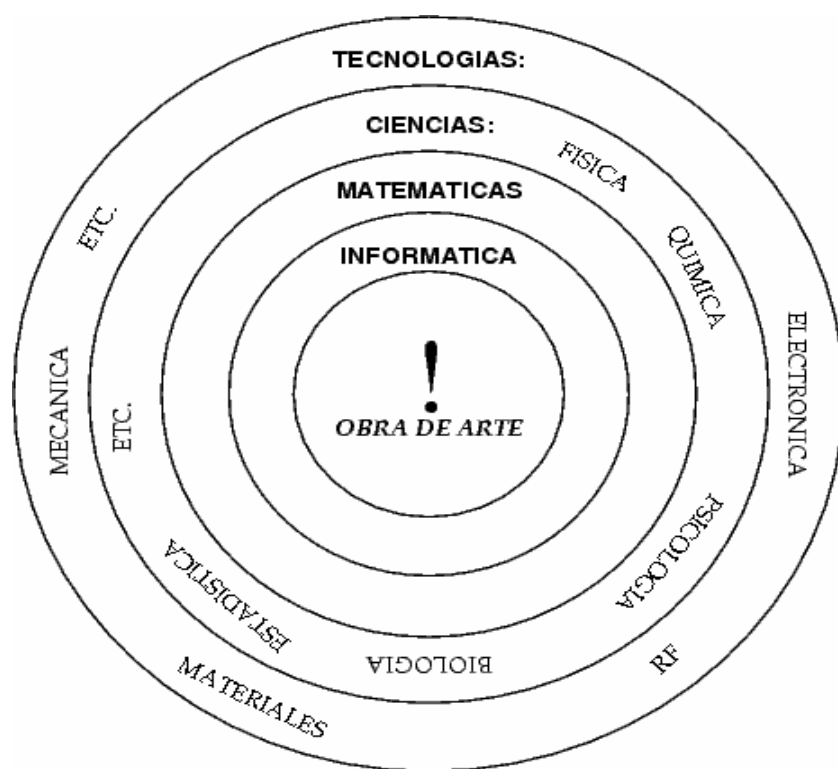 TECNOLOGIAS:
CIENCIAS:
FISICA
MATEMATICAS
ETC.
QUIMICA
INFORMATICA
ELECTRONICA
MECANICA
ETC.
!
OBRA DE ARTE
PSICOLOGIA
ESTADISTICA
BIOLOGIA
RF
MATERIALES